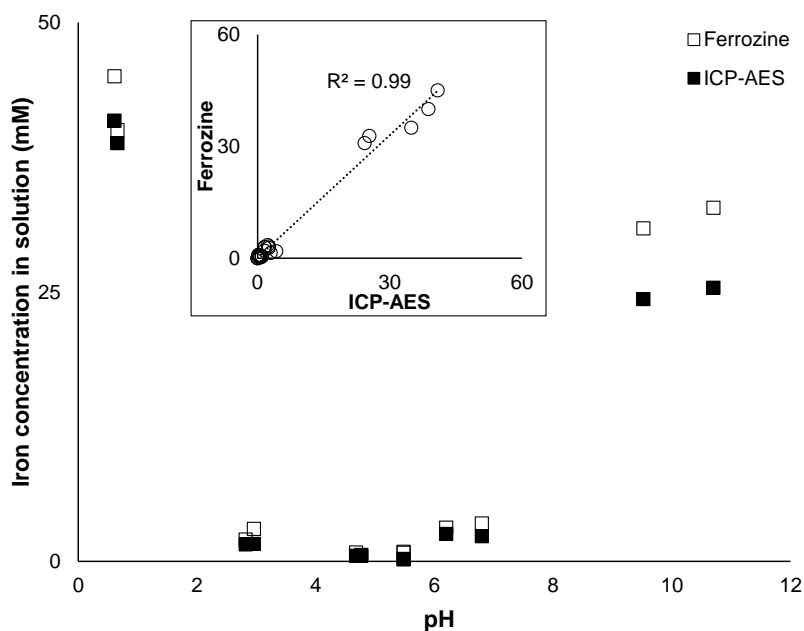 50
25
0
Iron concentration in solution (mM)
0 2 4 6 8 10 12
pH
Ferrozine
ICP-AES
60
30
0
Ferrozine
R² = 0.99
0 30 60
ICP-AES